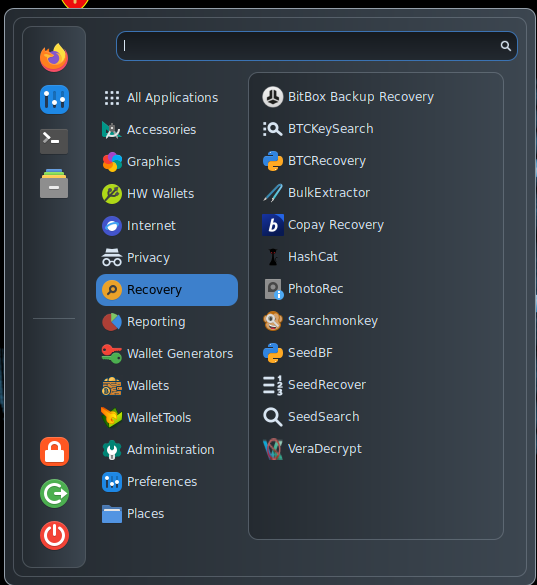 All Applications
Accessories
Graphics
HW Wallets
Internet
Privacy
Recovery
Reporting
Wallet Generators
Wallets
WalletTools
Administration
Preferences
Places
BitBox Backup Recovery
BTCKeySearch
BTCRecovery
BulkExtractor
Copay Recovery
HashCat
PhotoRec
Searchmonkey
SeedBF
SeedRecover
SeedSearch
VeraDecrypt